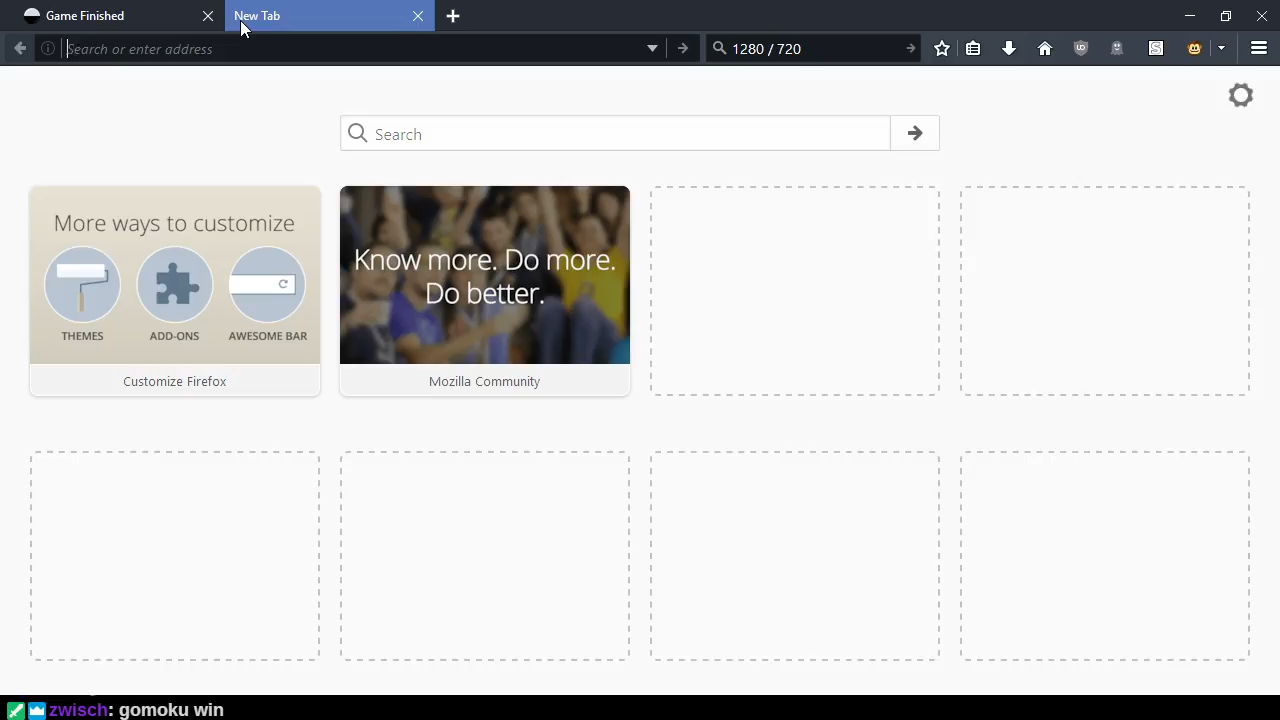 Game Finished
New Tab
Search or enter address
1280 / 720
Search
More ways to customize
THEMES
ADD-ONS
AWESOME BAR
Customize Firefox
Know more. Do more.
Do better.
Mozilla Community
zwisch: gomoku win